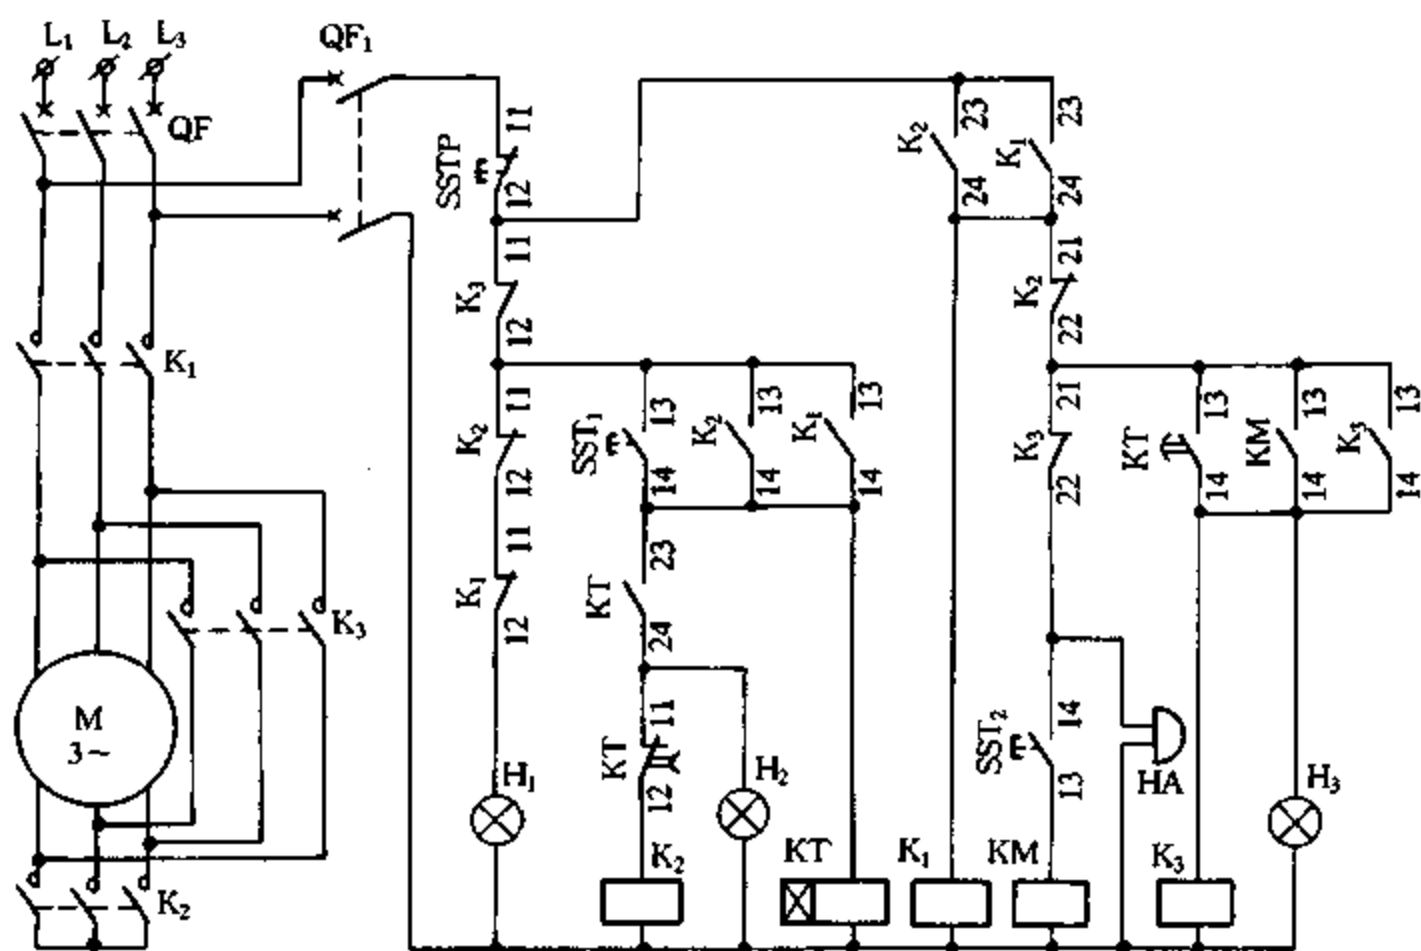 L1 L2 L3 QF1
QF
SSTP 11 12
K2 23 24
K1 23 24
K3 11 12
K2 21 22
K1
K2 11 12
SST1 13 14
K2 13 14
K1 13 14
K3 21 22
KT 13 14
KM 13 14
K3 13 14
K1 11 12
KT 23 24
K3
M
3~
KT 11 12
SST2 14 13
HA
H1
H2
H3
K2
K2
KT
K1
KM
K3